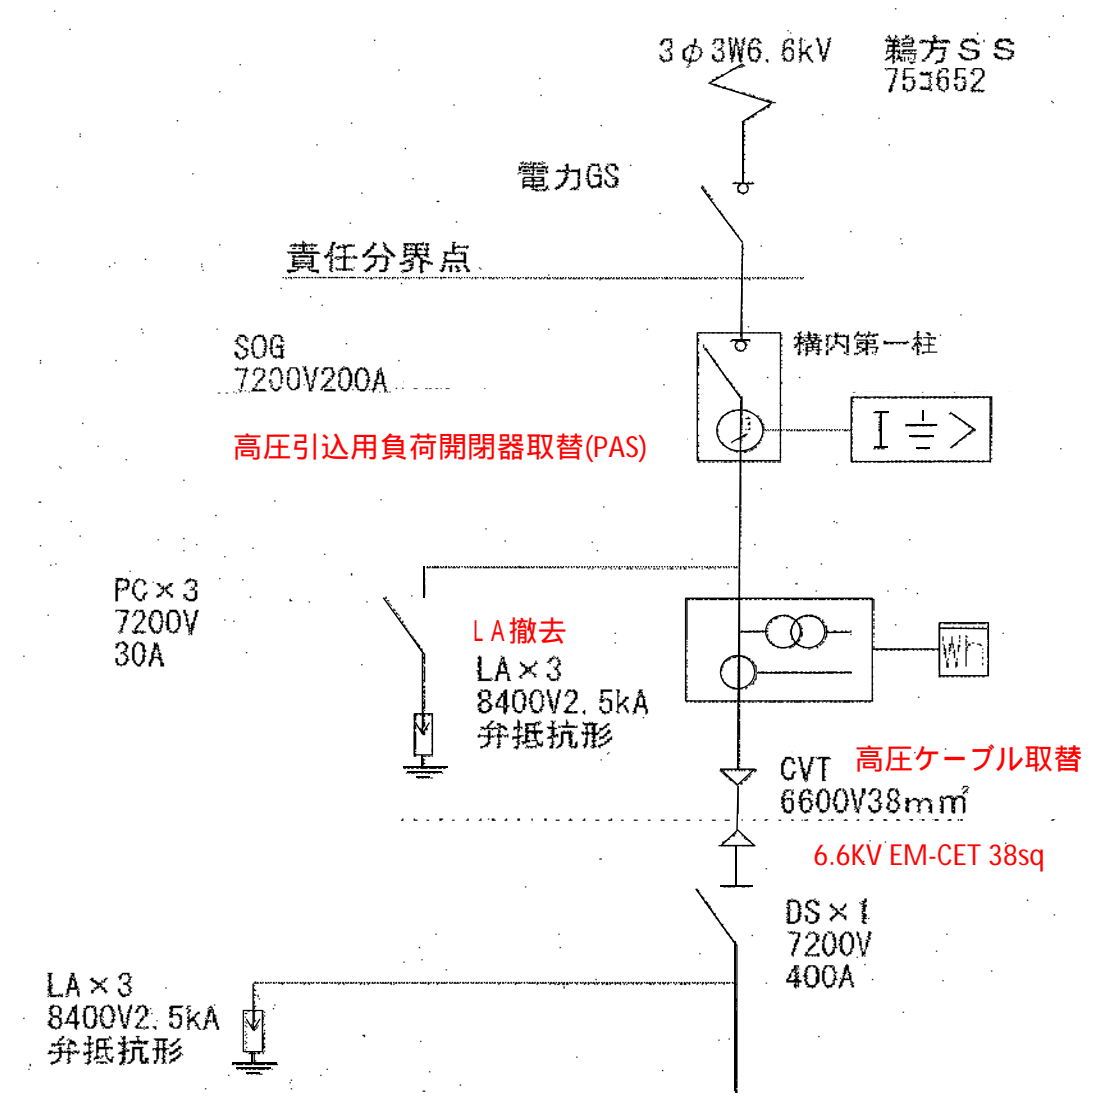 3φ3W6.6kV
鵜方SS
75コ652
電力GS
責任分界点
SOG
7200V200A
構内第一柱
高圧引込用負荷開閉器取替(PAS)
I >
PC×3
7200V
30A
LA撤去
LA×3
8400V2.5kA
弁抵抗形
Wh
CVT
6600V38mm²
高圧ケーブル取替
6.6KV EM-CET 38sq
DS×1
7200V
400A
LA×3
8400V2.5kA
弁抵抗形